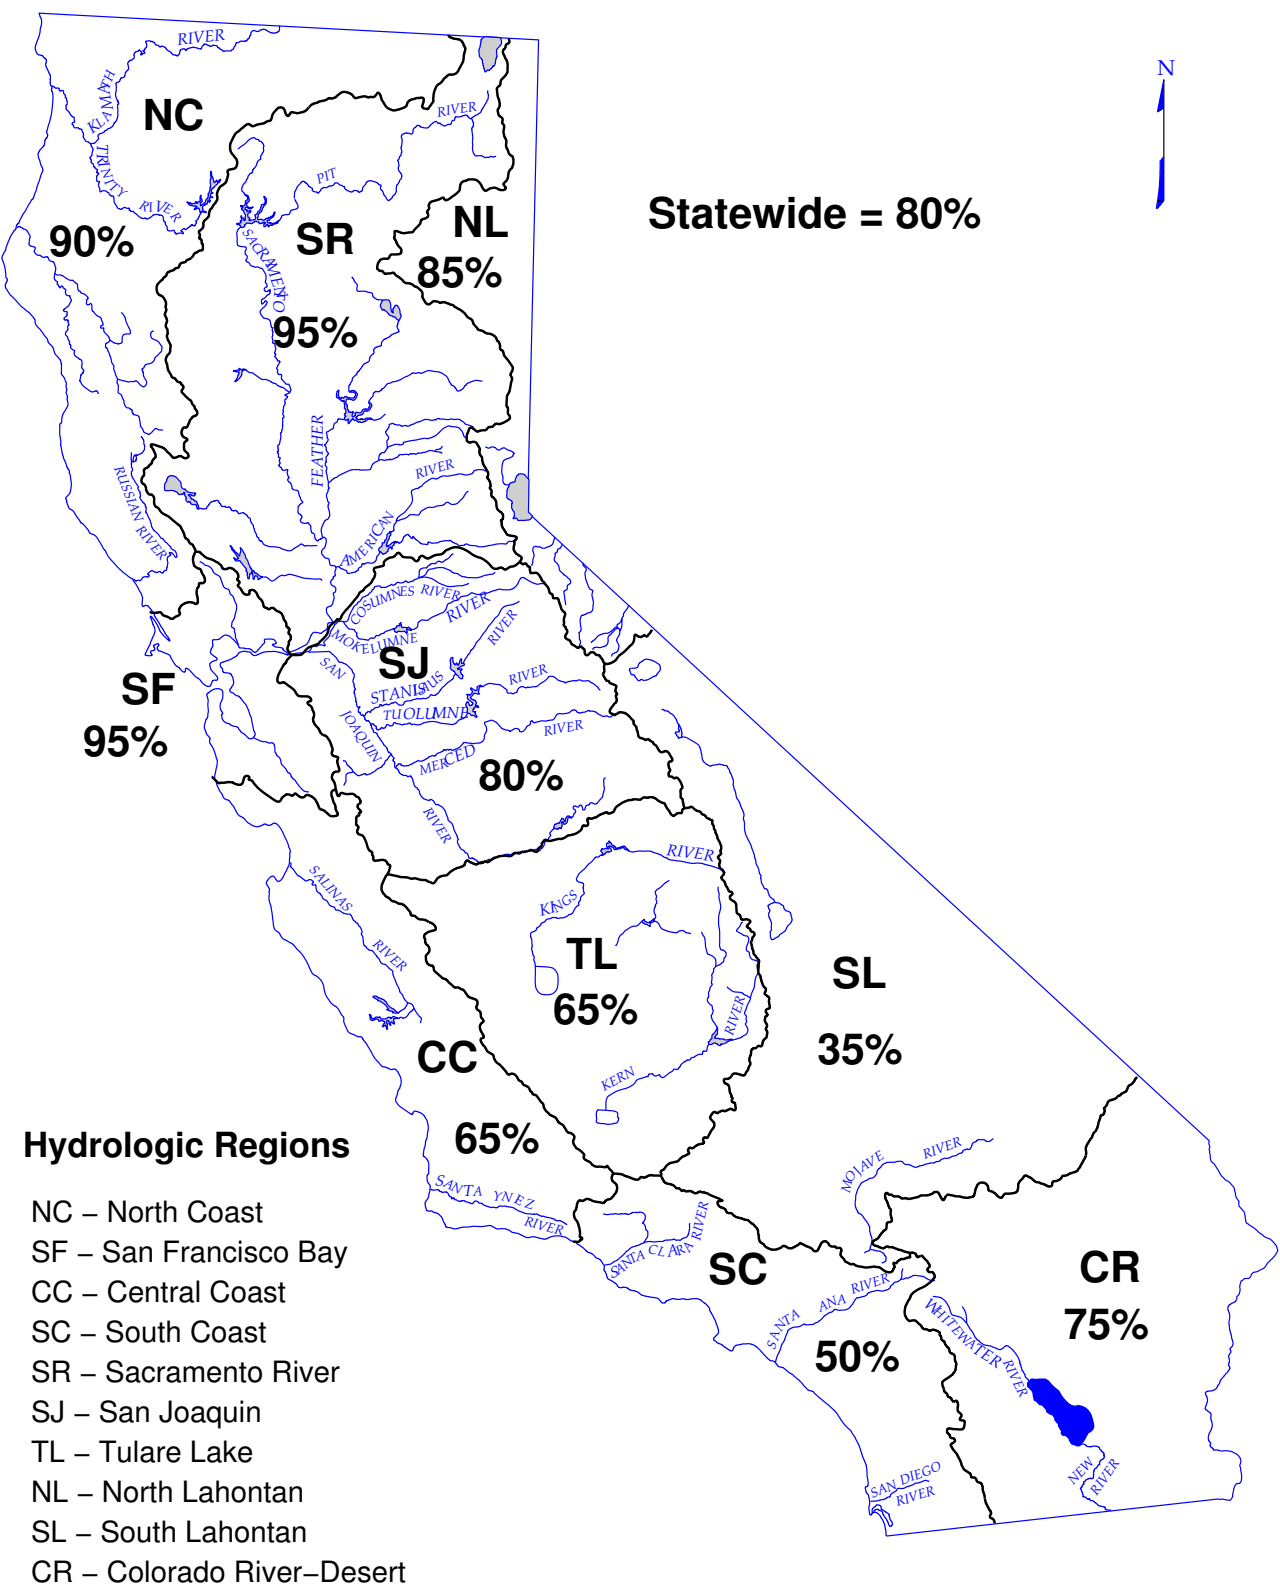 RIVER
N
KLAMATH
NC
RIVER
TRINITY
RIVER
PIT
NL
Statewide = 80%
90%
SACRAMENTO
SR
85%
95%
FEATHER
RIVER
RUSSIAN RIVER
AMERICAN
COSUMNES RIVER
RIVER
MOKELUMNE
RIVER
SAN
SJ
SF
STANISLAUS
RIVER
95%
JOAQUIN
TUOLUMNE
RIVER
MERCED
80%
RIVER
RIVER
SALINAS
KINGS
RIVER
TL
SL
65%
RIVER
35%
CC
KERN
65%
Hydrologic Regions
MOJAVE
RIVER
SANTA YNEZ
RIVER
NC – North Coast
SF – San Francisco Bay
CC – Central Coast
SC – South Coast
SR – Sacramento River
SJ – San Joaquin
TL – Tulare Lake
NL – North Lahontan
SL – South Lahontan
CR – Colorado River–Desert
SANTA CLARA RIVER
SC
CR
SANTA ANA RIVER
WHITEWATER RIVER
75%
50%
SAN DIEGO
RIVER
NEW
RIVER